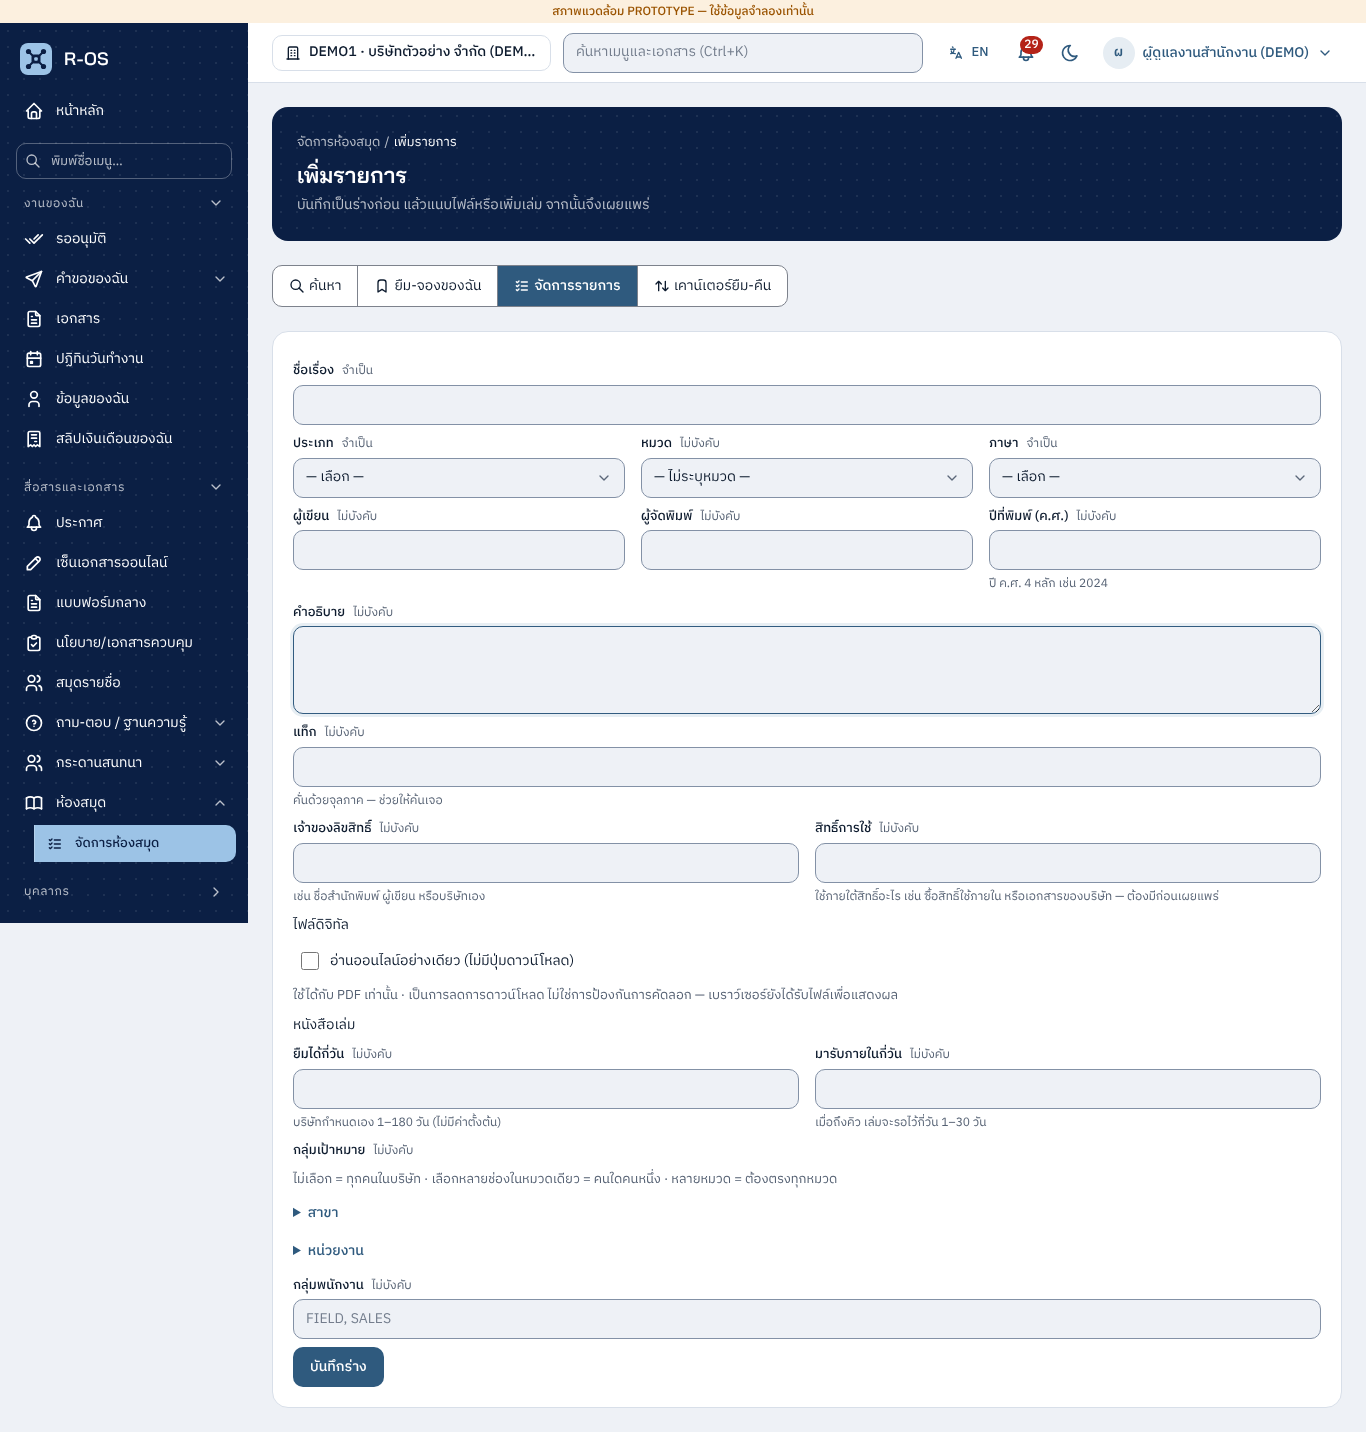 สภาพแวดล้อม PROTOTYPE — ใช้ข้อมูลจำลองเท่านั้น
R-OS
DEMO1 · บริษัทตัวอย่าง จำกัด (DEM...
ค้นหาเมนูและเอกสาร (Ctrl+K)
EN
29
ผ
ผู้ดูแลงานสำนักงาน (DEMO)
หน้าหลัก
พิมพ์ชื่อเมนู...
งานของฉัน
รออนุมัติ
คำขอของฉัน
เอกสาร
ปฏิทินวันทำงาน
ข้อมูลของฉัน
สลิปเงินเดือนของฉัน
สื่อสารและเอกสาร
ประกาศ
เซ็นเอกสารออนไลน์
แบบฟอร์มกลาง
นโยบาย/เอกสารควบคุม
สมุดรายชื่อ
ถาม-ตอบ / ฐานความรู้
กระดานสนทนา
ห้องสมุด
จัดการห้องสมุด
บุคลากร
จัดการห้องสมุด / เพิ่มรายการ
เพิ่มรายการ
บันทึกเป็นร่างก่อน แล้วแนบไฟล์หรือเพิ่มเล่ม จากนั้นจึงเผยแพร่
ค้นหา
ยืม-จองของฉัน
จัดการรายการ
เคาน์เตอร์ยืม-คืน
ชื่อเรื่อง จำเป็น
ประเภท จำเป็น
หมวด ไม่บังคับ
ภาษา จำเป็น
— เลือก —
— ไม่ระบุหมวด —
— เลือก —
ผู้เขียน ไม่บังคับ
ผู้จัดพิมพ์ ไม่บังคับ
ปีที่พิมพ์ (ค.ศ.) ไม่บังคับ
ปี ค.ศ. 4 หลัก เช่น 2024
คำอธิบาย ไม่บังคับ
แท็ก ไม่บังคับ
คั่นด้วยจุลภาค — ช่วยให้ค้นเจอ
เจ้าของลิขสิทธิ์ ไม่บังคับ
สิทธิ์การใช้ ไม่บังคับ
เช่น ชื่อสำนักพิมพ์ ผู้เขียน หรือบริษัทเอง
ใช้ภายใต้สิทธิ์อะไร เช่น ซื้อสิทธิ์ใช้ภายใน หรือเอกสารของบริษัท — ต้องมีก่อนเผยแพร่
ไฟล์ดิจิทัล
อ่านออนไลน์อย่างเดียว (ไม่มีปุ่มดาวน์โหลด)
ใช้ได้กับ PDF เท่านั้น · เป็นการลดการดาวน์โหลด ไม่ใช่การป้องกันการคัดลอก — เบราว์เซอร์ยังได้รับไฟล์เพื่อแสดงผล
หนังสือเล่ม
ยืมได้กี่วัน ไม่บังคับ
มารับภายในกี่วัน ไม่บังคับ
บริษัทกำหนดเอง 1–180 วัน (ไม่มีค่าตั้งต้น)
เมื่อถึงคิว เล่มจะรอไว้กี่วัน 1–30 วัน
กลุ่มเป้าหมาย ไม่บังคับ
ไม่เลือก = ทุกคนในบริษัท · เลือกหลายช่องในหมวดเดียว = คนใดคนหนึ่ง · หลายหมวด = ต้องตรงทุกหมวด
สาขา
หน่วยงาน
กลุ่มพนักงาน ไม่บังคับ
FIELD, SALES
บันทึกร่าง